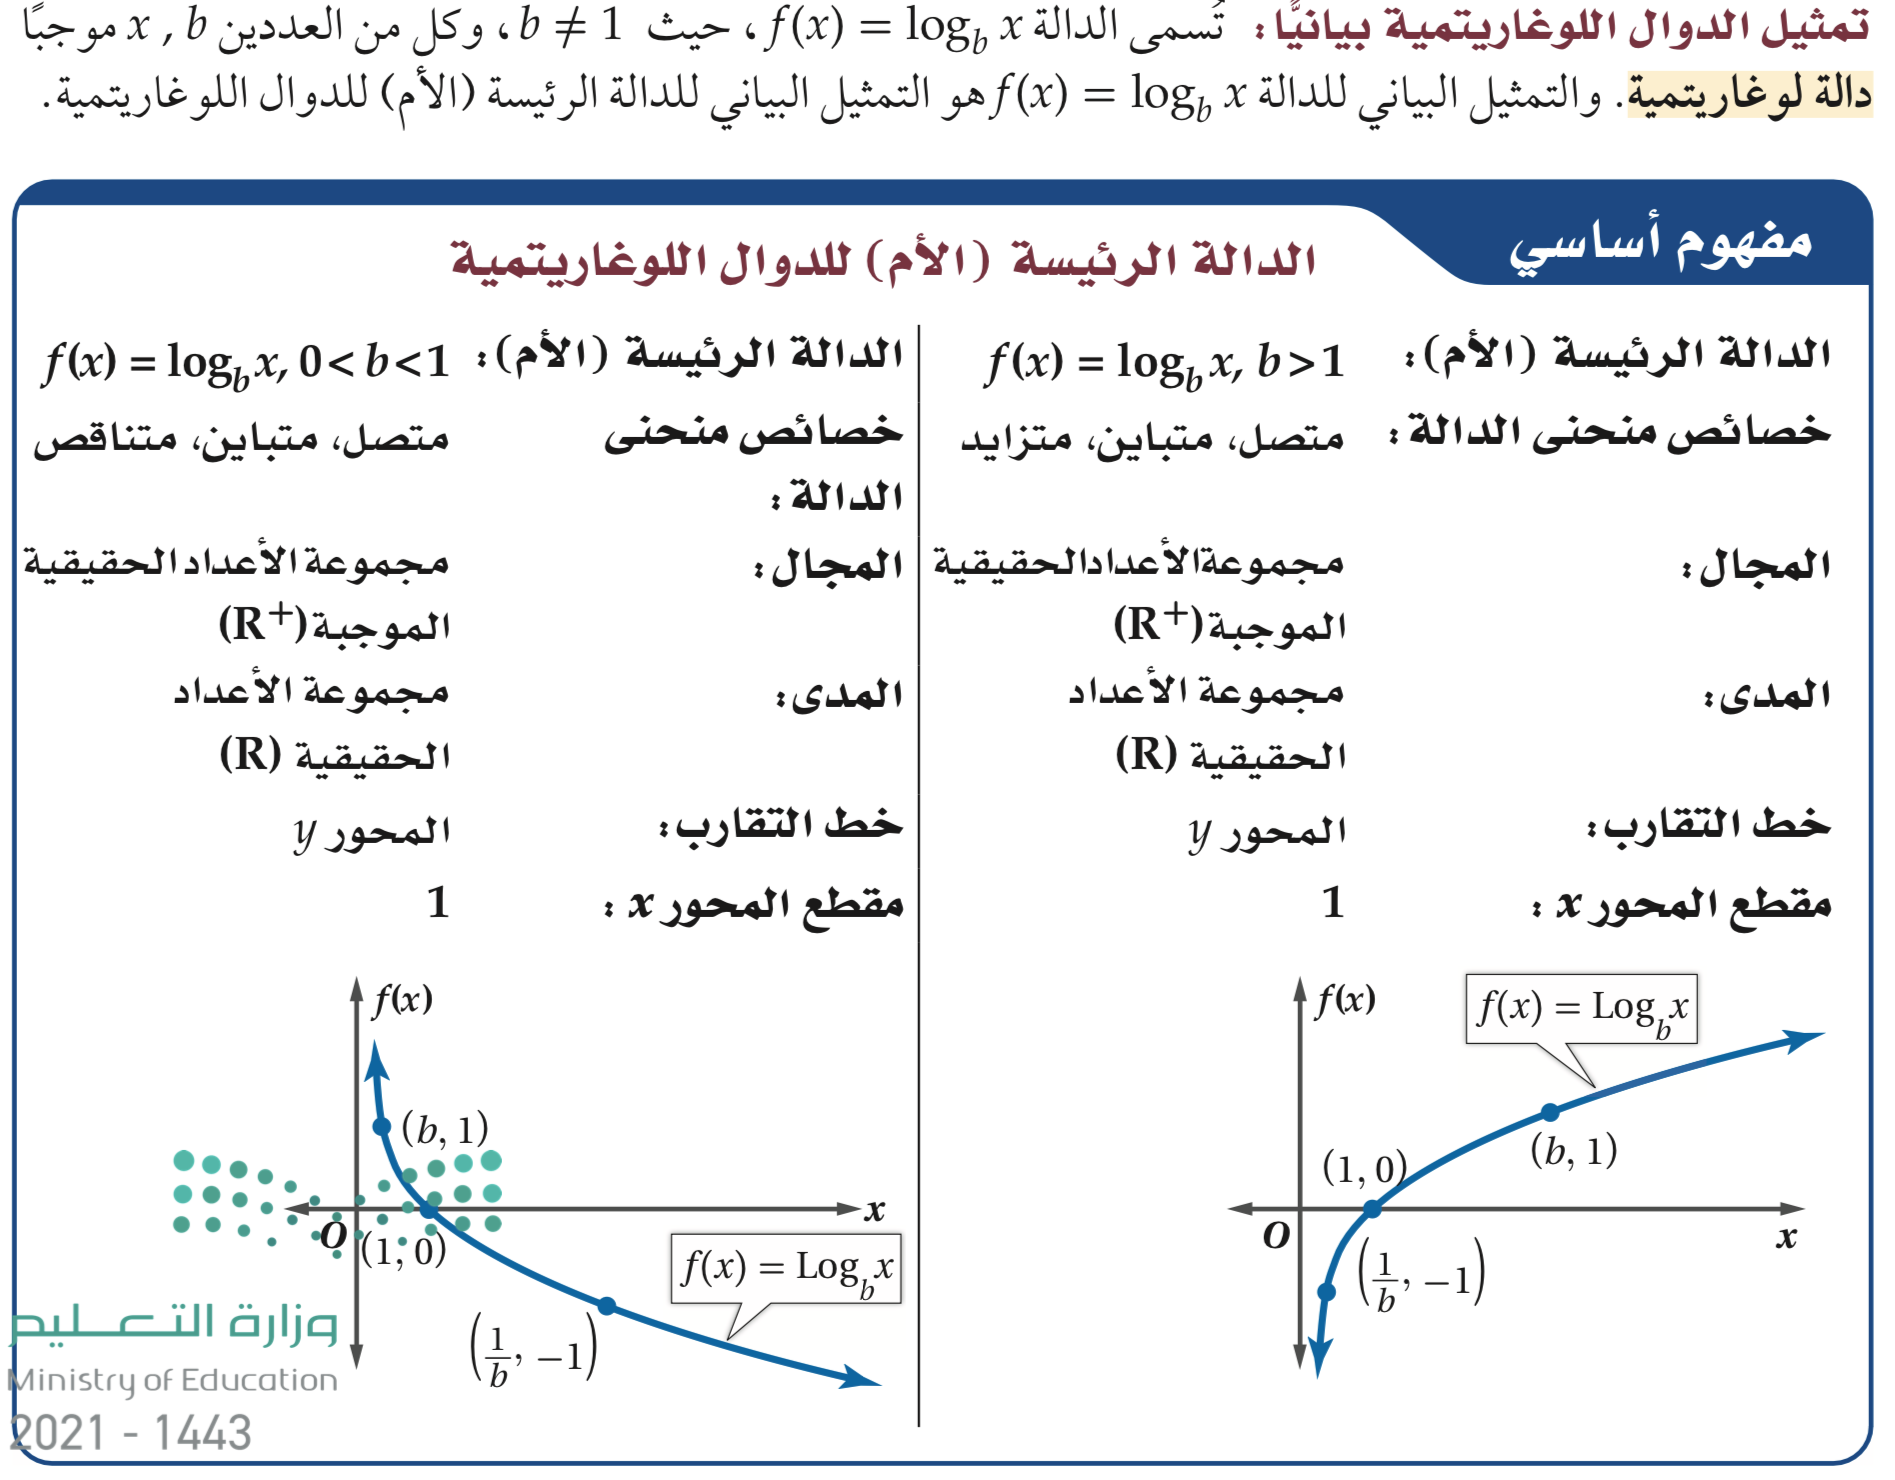 تمثيل الدوال اللوغاريتمية بيانيًّا: تُسمى الدالة f(x) = log_b x ، حيث b ≠ 1 ، وكل من العددين x , b موجبًا
دالة لوغاريتمية. والتمثيل البياني للدالة f(x) = log_b x هو التمثيل البياني للدالة الرئيسة (الأم) للدوال اللوغاريتمية.
مفهوم أساسي
الدالة الرئيسة (الأم) للدوال اللوغاريتمية
الدالة الرئيسة (الأم): f(x) = log_b x, b > 1
خصائص منحنى الدالة: متصل، متباين، متزايد
المجال: مجموعة الأعداد الحقيقية
الموجبة (R⁺)
المدى: مجموعة الأعداد
الحقيقية (R)
خط التقارب: المحور y
مقطع المحور x : 1
f(x)
f(x) = Log_b x
(b, 1)
(1, 0)
O
x
(1/b, −1)
الدالة الرئيسة (الأم): f(x) = log_b x, 0 < b < 1
خصائص منحنى متصل، متباين، متناقص
الدالة:
المجال: مجموعة الأعداد الحقيقية
الموجبة (R⁺)
المدى: مجموعة الأعداد
الحقيقية (R)
خط التقارب: المحور y
مقطع المحور x : 1
f(x)
(b, 1)
x
O
(1, 0)
f(x) = Log_b x
(1/b, −1)
وزارة التعليم
Ministry of Education
2021 - 1443